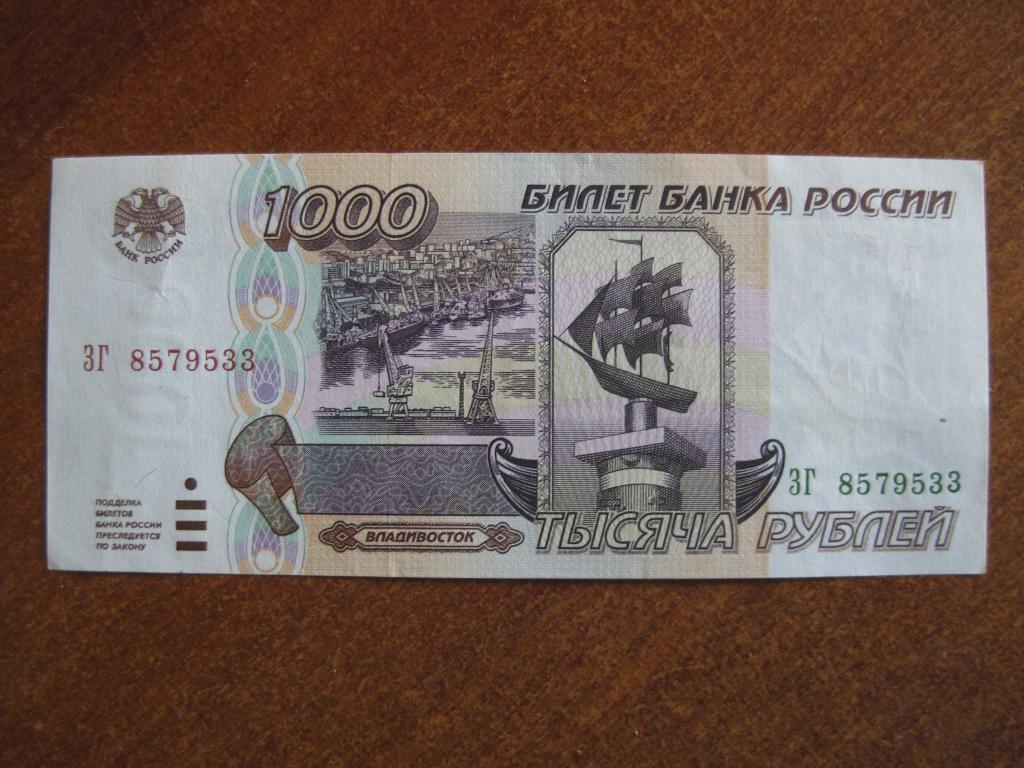 1000
БИЛЕТ БАНКА РОССИИ
БАНК РОССИИ
ЗГ 8579533
ЗГ 8579533
ПОДДЕЛКА
БИЛЕТОВ
БАНКА РОССИИ
ПРЕСЛЕДУЕТСЯ
ПО ЗАКОНУ
ВЛАДИВОСТОК
ТЫСЯЧА РУБЛЕЙ